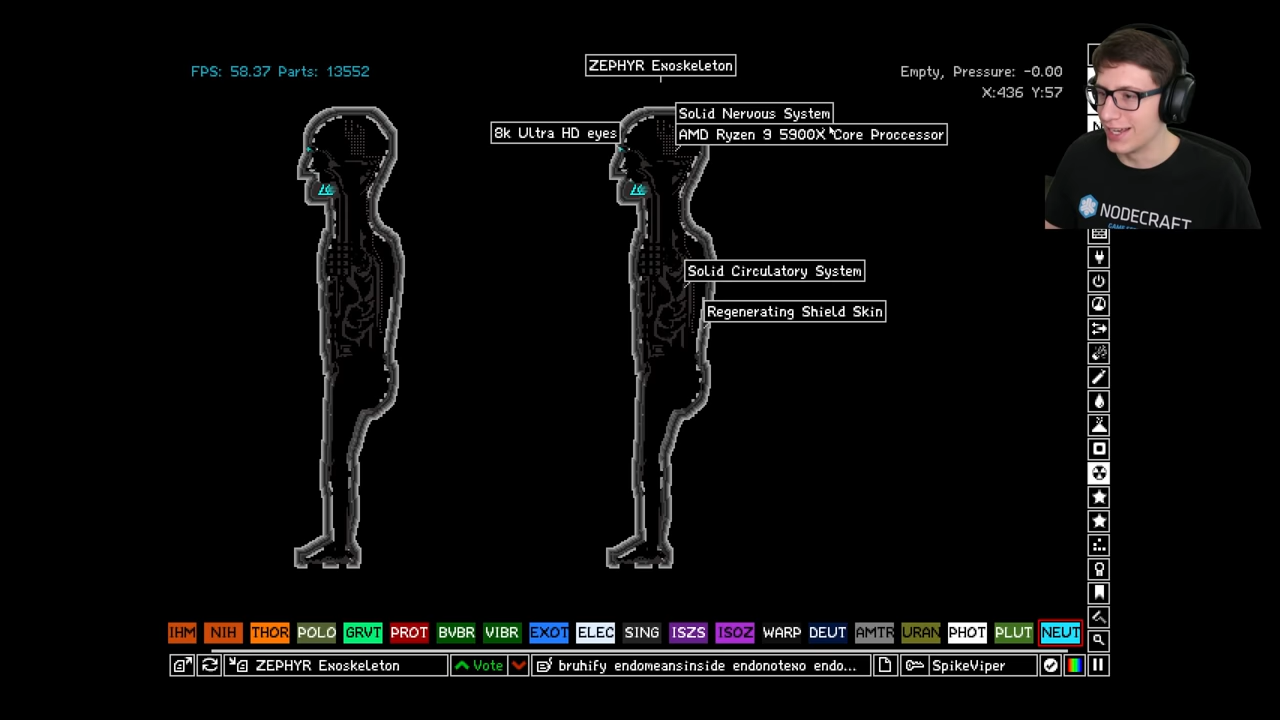 FPS: 58.37 Parts: 13552
ZEPHYR Exoskeleton
Empty, Pressure: -0.00
X:436 Y:57
Solid Nervous System
8k Ultra HD eyes
AMD Ryzen 9 5900X Core Proccessor
NODECRAFT
Solid Circulatory System
Regenerating Shield Skin
IHM NIH THOR POLO GRVT PROT BVBR VIBR EXOT ELEC SING ISZS ISOZ WARP DEUT AMTR URAN PHOT PLUT NEUT
ZEPHYR Exoskeleton Vote bruhify endomeansinside endonotexo endo... SpikeViper